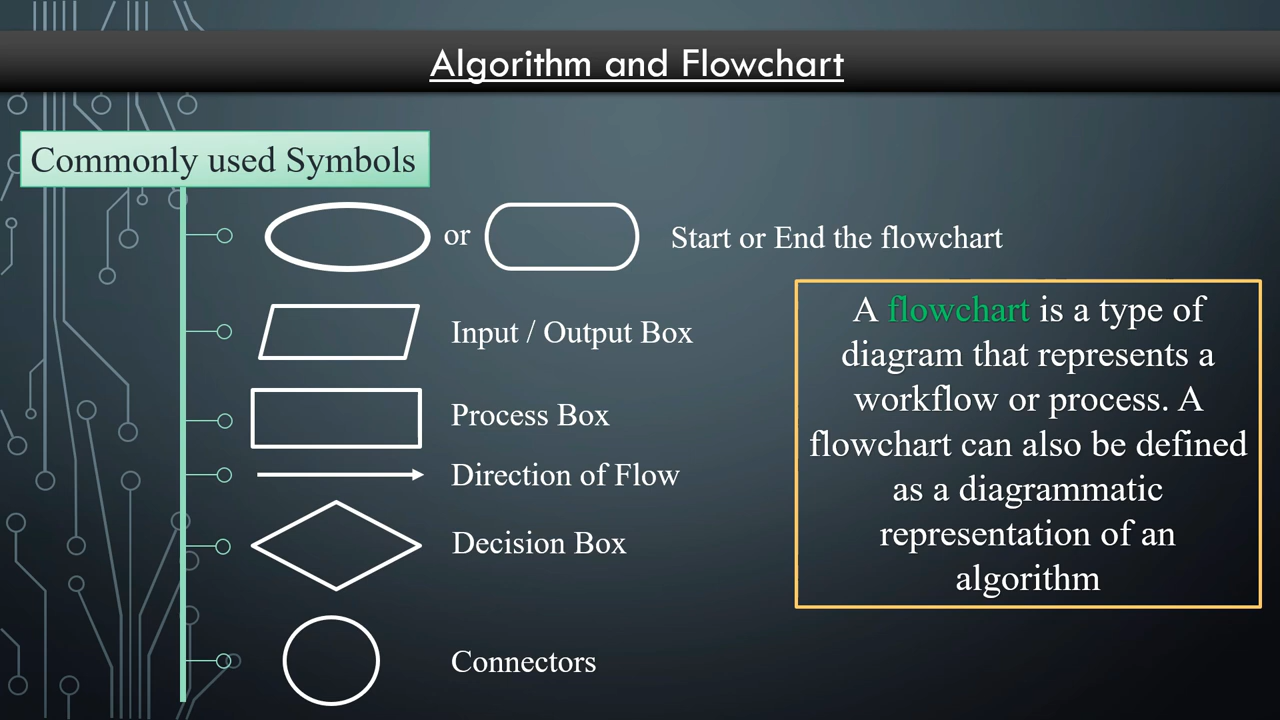 Algorithm and Flowchart
Commonly used Symbols
or
Start or End the flowchart
Input / Output Box
Process Box
Direction of Flow
Decision Box
Connectors
A flowchart is a type of
diagram that represents a
workflow or process. A
flowchart can also be defined
as a diagrammatic
representation of an
algorithm